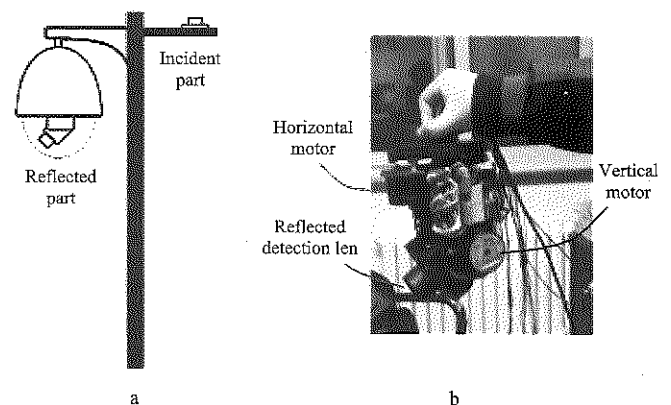 Incident
part
Reflected
part
Horizontal
motor
Reflected
detection len
Vertical
motor
a
b